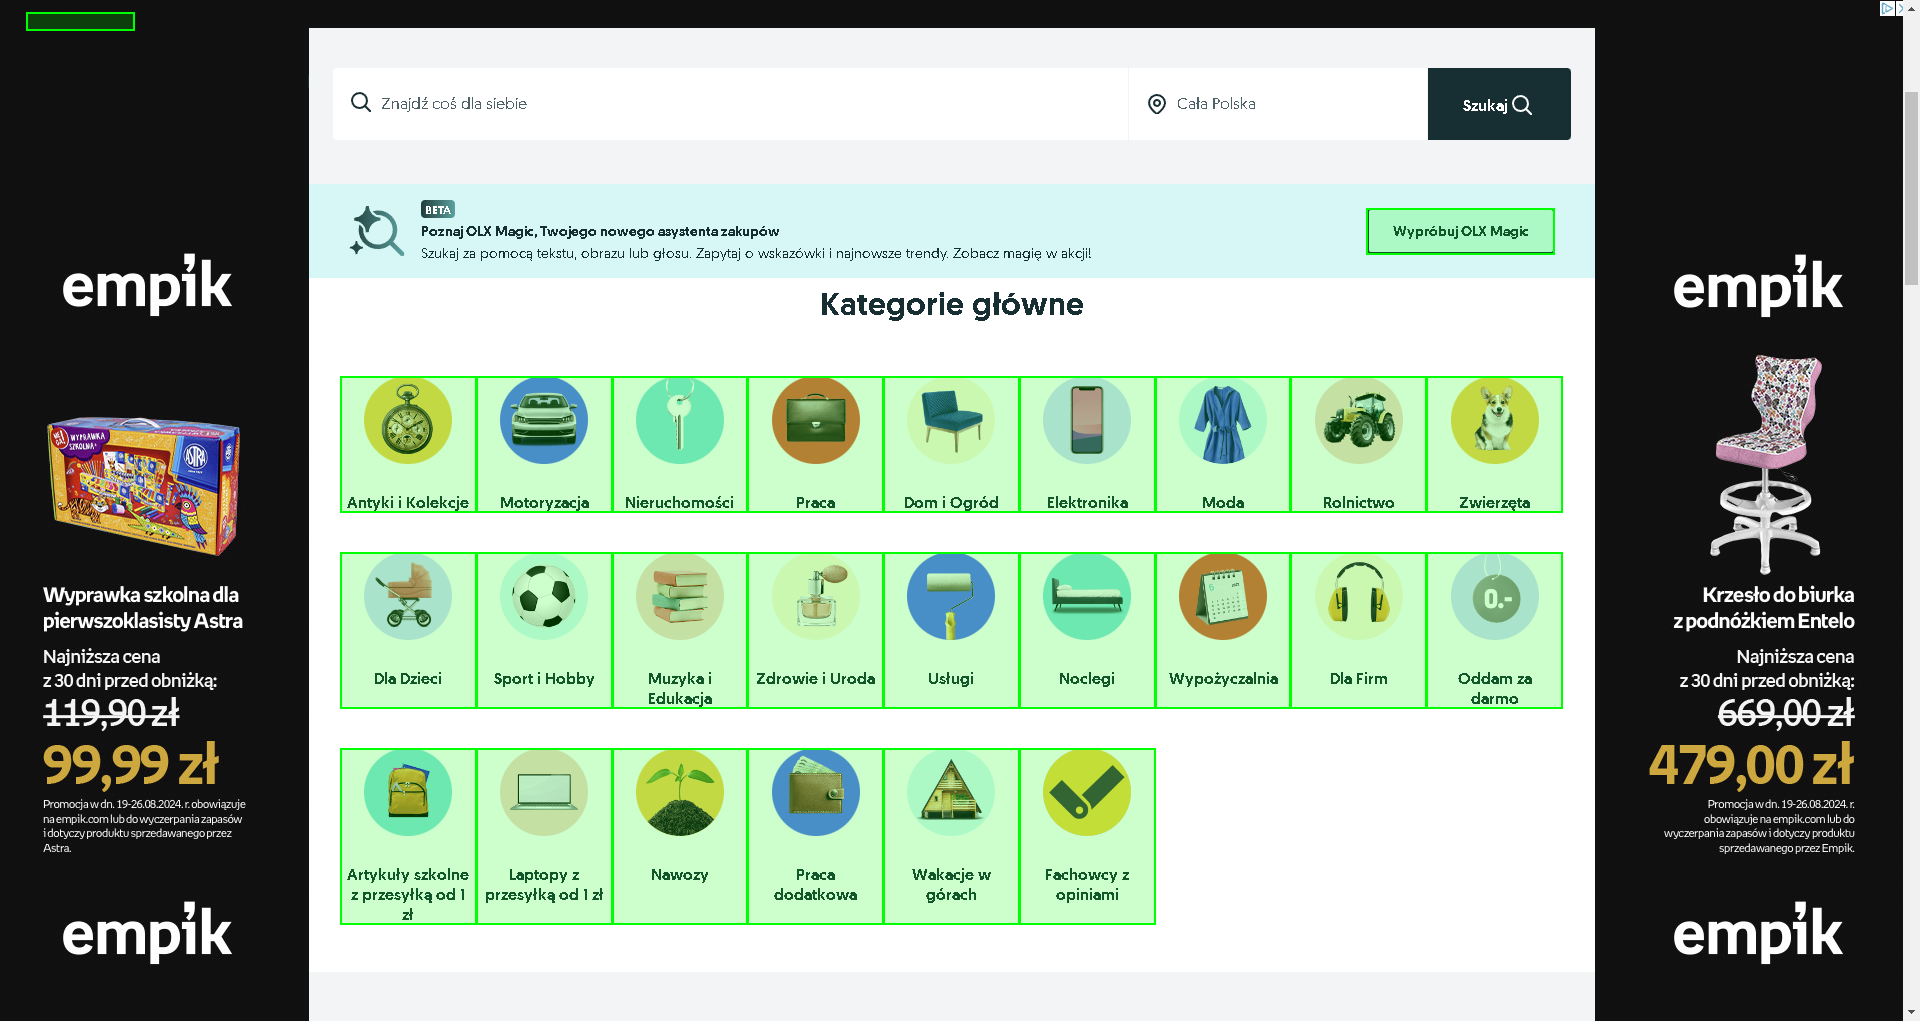 Znajdź coś dla siebie
Cała Polska
Szukaj
BETA
Poznaj OLX Magic, Twojego nowego asystenta zakupów
Szukaj za pomocą tekstu, obrazu lub głosu. Zapytaj o wskazówki i najnowsze trendy. Zobacz magię w akcji!
Wypróbuj OLX Magic
Kategorie główne
Antyki i Kolekcje
Motoryzacja
Nieruchomości
Praca
Dom i Ogród
Elektronika
Moda
Rolnictwo
Zwierzęta
Dla Dzieci
Sport i Hobby
Muzyka i
Edukacja
Zdrowie i Uroda
Usługi
Noclegi
Wypożyczalnia
Dla Firm
0.-
Oddam za
darmo
Artykuły szkolne
z przesyłką od 1
zł
Laptopy z
przesyłką od 1 zł
Nawozy
Praca
dodatkowa
Wakacje w
górach
Fachowcy z
opiniami
empik
WYPRAWKA
SZKOLNA
ASTRA
Wyprawka szkolna dla
pierwszoklasisty Astra
Najniższa cena
z 30 dni przed obniżką:
119,90 zł
99,99 zł
Promocja w dn. 19-26.08.2024. r. obowiązuje
na empik.com lub do wyczerpania zapasów
i dotyczy produktu sprzedawanego przez
Astra.
empik
empik
Krzesło do biurka
z podnóżkiem Entelo
Najniższa cena
z 30 dni przed obniżką:
669,00 zł
479,00 zł
Promocja w dn. 19-26.08.2024. r.
obowiązuje na empik.com lub do
wyczerpania zapasów i dotyczy produktu
sprzedawanego przez Empik.
empik